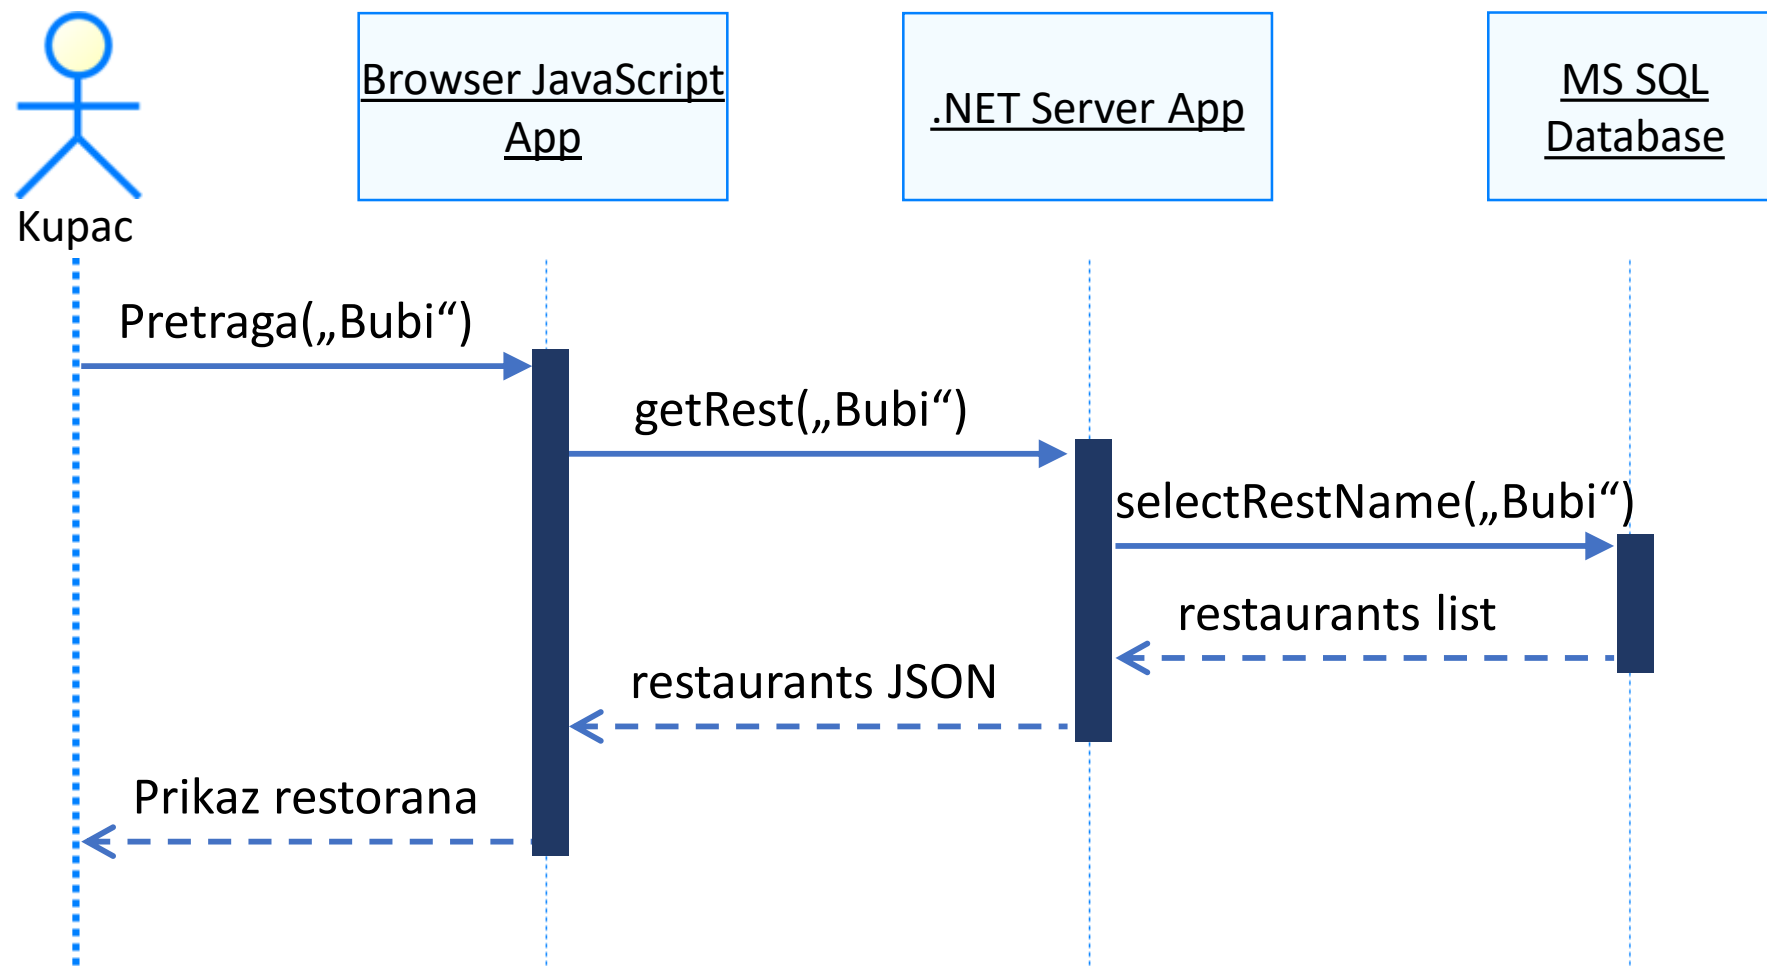 Kupac
Browser JavaScript
App
.NET Server App
MS SQL
Database
Pretraga(„Bubi“)
getRest(„Bubi“)
selectRestName(„Bubi“)
restaurants list
restaurants JSON
Prikaz restorana